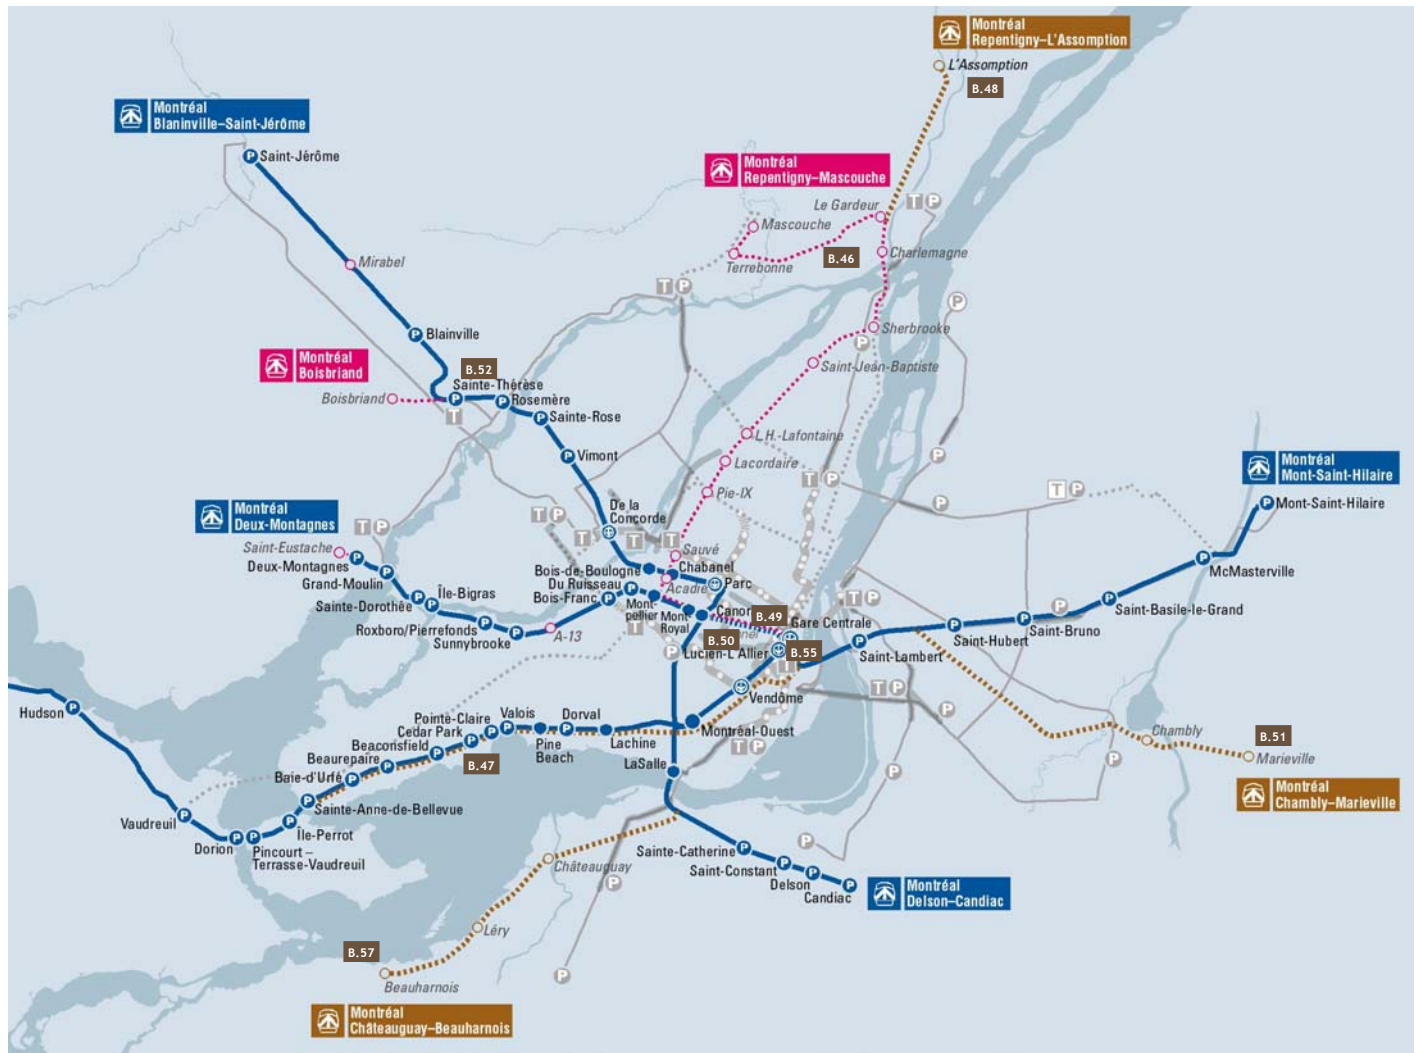 Montréal
Repentigny–L'Assomption
L'Assomption
B.48
Montréal
Blaninville–Saint-Jérôme
Saint-Jérôme
Montréal
Repentigny–Mascouche
Le Gardeur
T P
Mascouche
Charlemagne
Terrebonne
B.46
Mirabel
T P
P
Blainville
Sherbrooke
P
Montréal
Boisbriand
B.52
Saint-Jean-Baptiste
Sainte-Thérèse
Boisbriand
Rosemère
T
Sainte-Rose
L.H.-Lafontaine
Vimont
Lacordaire
P
Montréal
Mont-Saint-Hilaire
T P
T P
Pie-IX
P
Mont-Saint-Hilaire
Montréal
Deux-Montagnes
De la
Concorde
T P
T P
T
T
T
Saint-Eustache
Deux-Montagnes
Sauvé
McMasterville
Bois-de-Boulogne
Chabanel
Grand-Moulin
Du Ruisseau
Acadie
Parc
Île-Bigras
Bois-Franc
Sainte-Dorothée
Mont-
pellier
Mont-
Royal
Canor
B.49
T P
P
Saint-Basile-le-Grand
Roxboro/Pierrefonds
A-13
T
Gare Centrale
Saint-Hubert
Saint-Bruno
Sunnybrooke
P
B.50
Lucien-L'Allier
B.55
T
Saint-Lambert
Vendôme
T P
P
Hudson
Pointe-Claire
Valois
Dorval
Cedar Park
Montréal-Ouest
Chambly
B.51
Beaconsfield
Pine
Beach
Lachine
T P
Marieville
Beaurepaire
B.47
LaSalle
P
P
Baie-d'Urfé
Montréal
Chambly–Marieville
Sainte-Anne-de-Bellevue
Vaudreuil
Île-Perrot
P
Dorion
Pincourt –
Terrasse-Vaudreuil
Sainte-Catherine
Châteauguay
Saint-Constant
P
Delson
Candiac
Montréal
Delson–Candiac
Léry
B.57
Beauharnois
P
Montréal
Châteauguay–Beauharnois